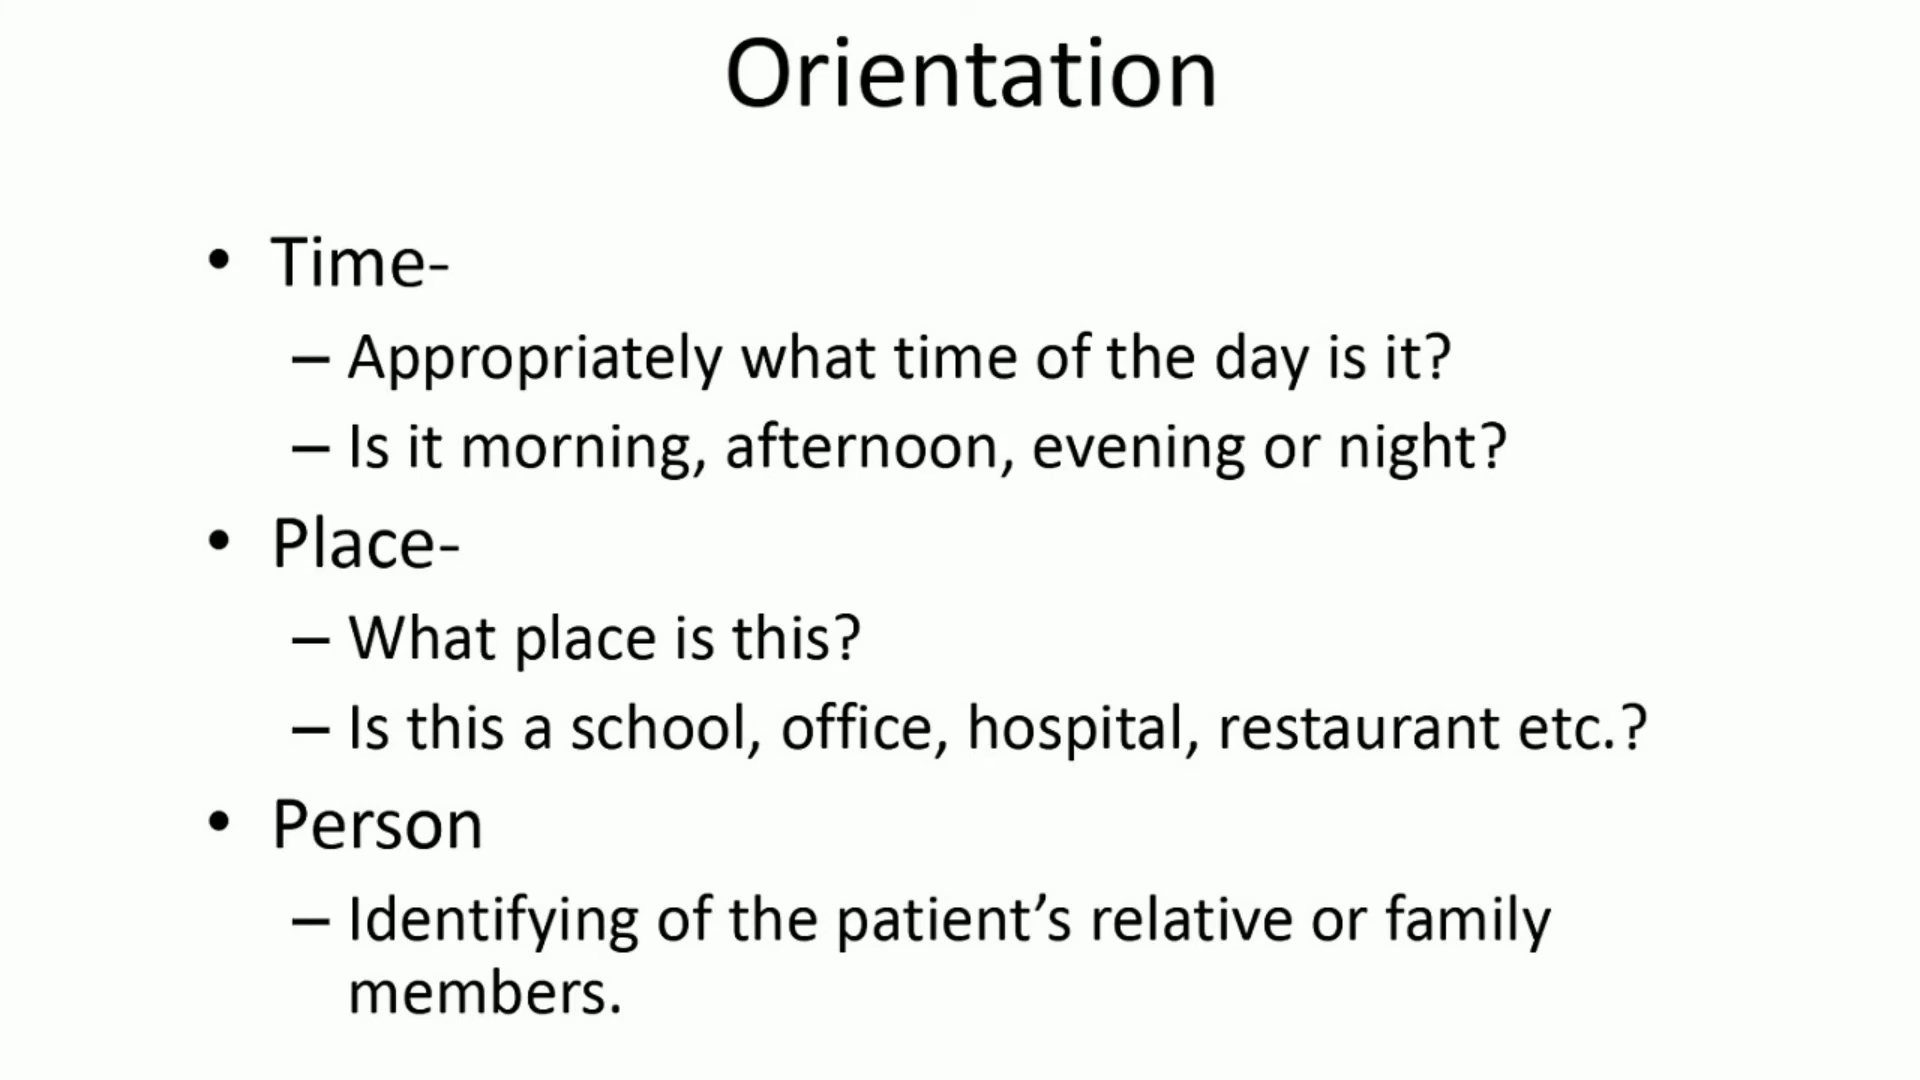 Orientation
• Time-
– Appropriately what time of the day is it?
– Is it morning, afternoon, evening or night?
• Place-
– What place is this?
– Is this a school, office, hospital, restaurant etc.?
• Person
– Identifying of the patient’s relative or family
members.